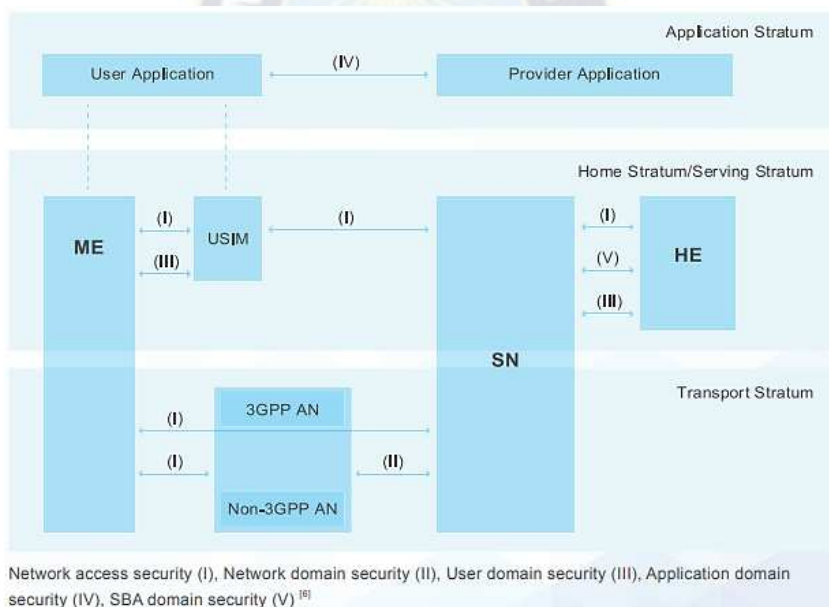 Application Stratum
User Application
(IV)
Provider Application
Home Stratum/Serving Stratum
ME
(I)
(III)
USIM
(I)
SN
(I)
(V)
(III)
HE
Transport Stratum
3GPP AN
(I)
(I)
(II)
Non-3GPP AN
Network access security (I), Network domain security (II), User domain security (III), Application domain
security (IV), SBA domain security (V) [6]